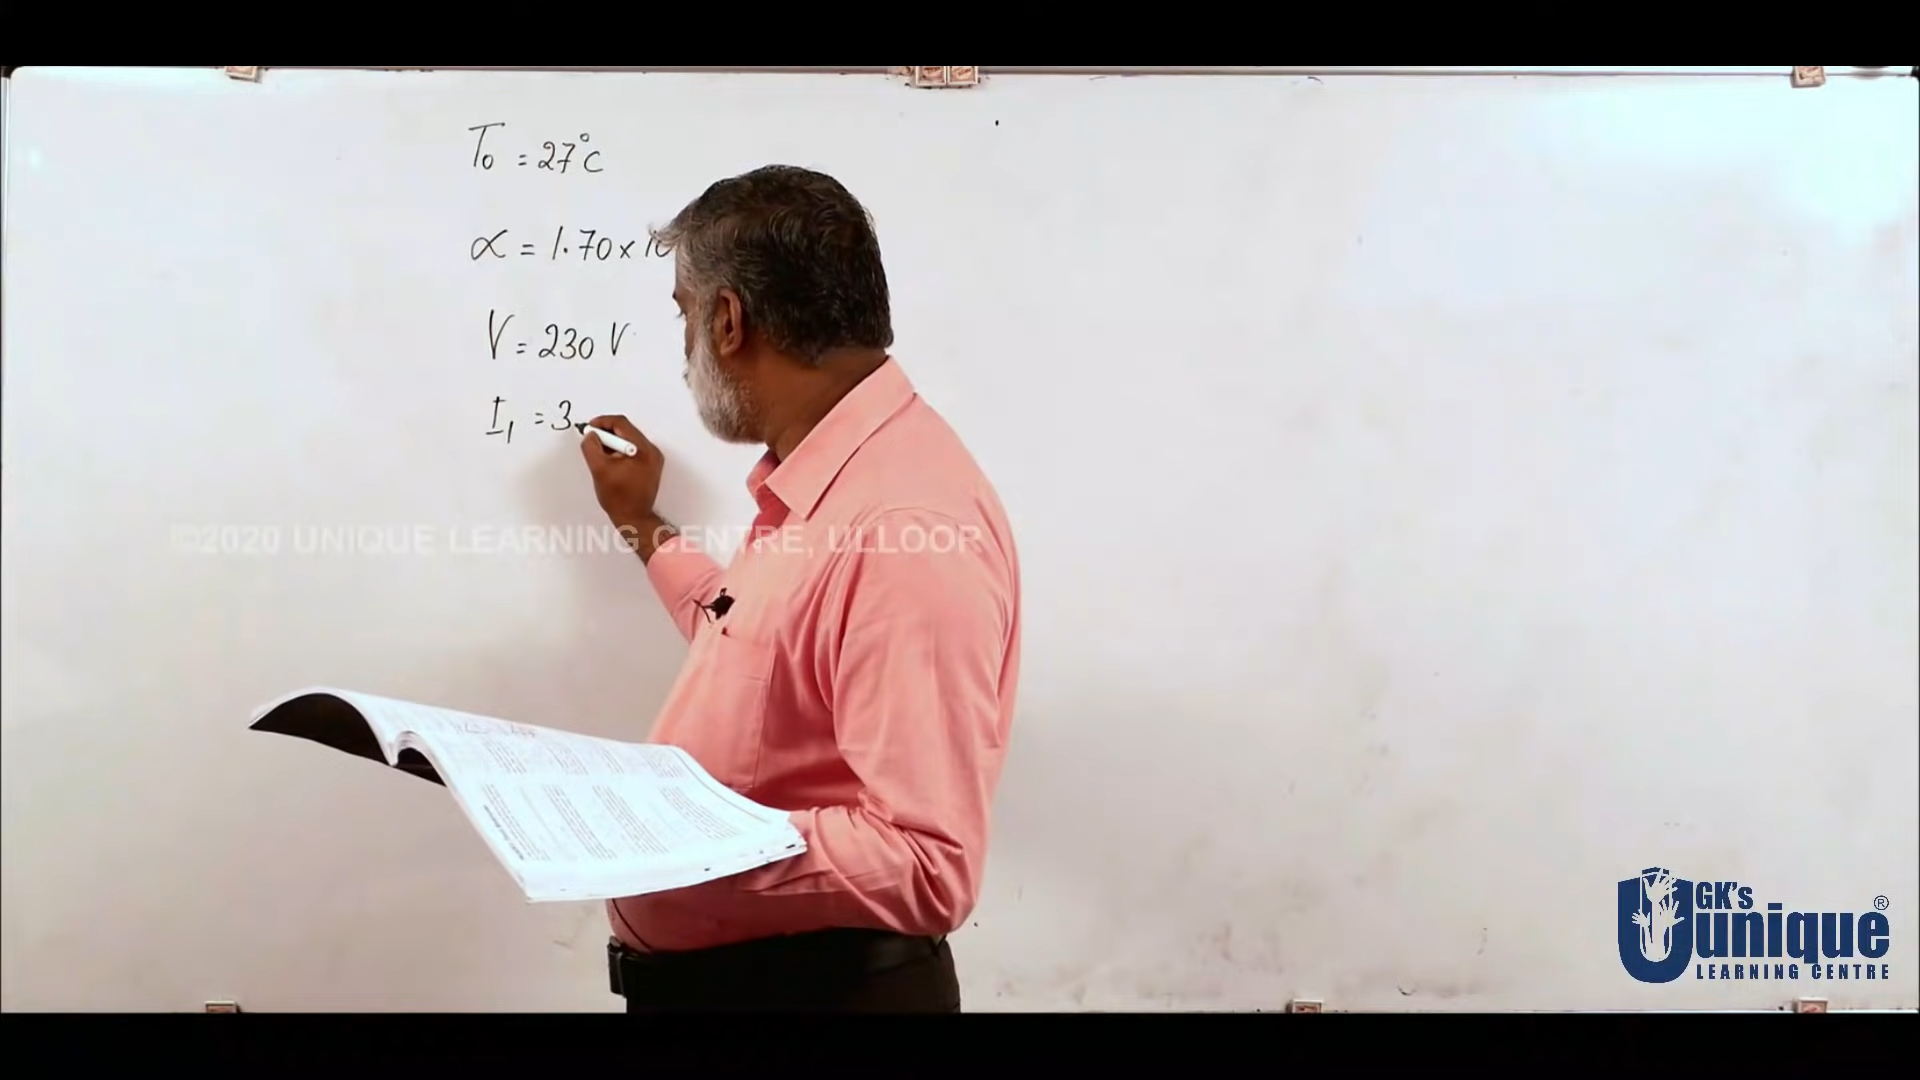 T₀ = 27°C
α = 1.70 × 10
V = 230 V
I₁ = 3
©2020 UNIQUE LEARNING CENTRE, ULLOOR
GK's
Unique®
LEARNING CENTRE